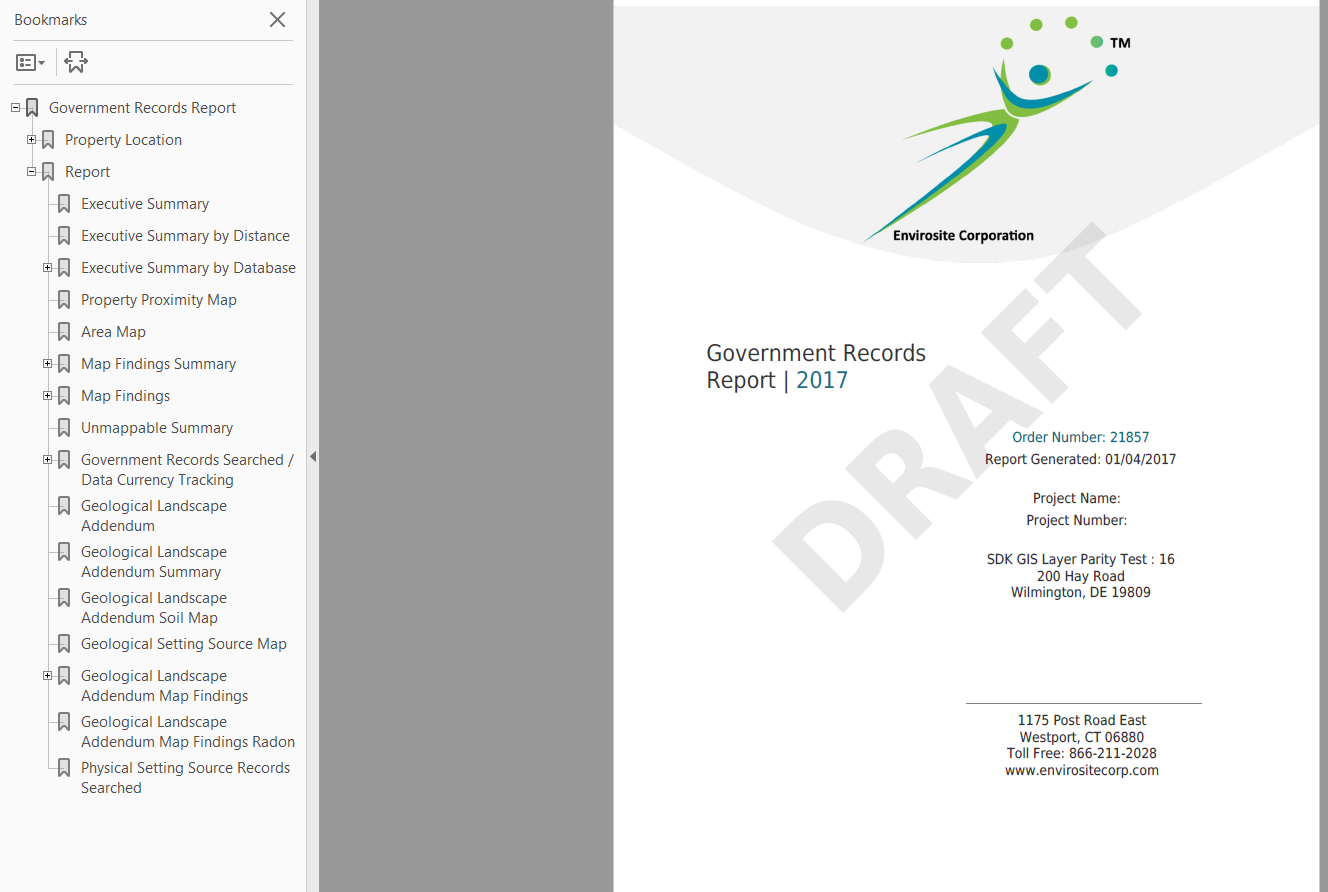 Bookmarks
Government Records Report
Property Location
Report
Executive Summary
Executive Summary by Distance
Executive Summary by Database
Property Proximity Map
Area Map
Map Findings Summary
Map Findings
Unmappable Summary
Government Records Searched /
Data Currency Tracking
Geological Landscape
Addendum
Geological Landscape
Addendum Summary
Geological Landscape
Addendum Soil Map
Geological Setting Source Map
Geological Landscape
Addendum Map Findings
Geological Landscape
Addendum Map Findings Radon
Physical Setting Source Records
Searched
TM
Envirosite Corporation
DRAFT
Government Records
Report | 2017
Order Number: 21857
Report Generated: 01/04/2017
Project Name:
Project Number:
SDK GIS Layer Parity Test : 16
200 Hay Road
Wilmington, DE 19809
1175 Post Road East
Westport, CT 06880
Toll Free: 866-211-2028
www.envirositecorp.com